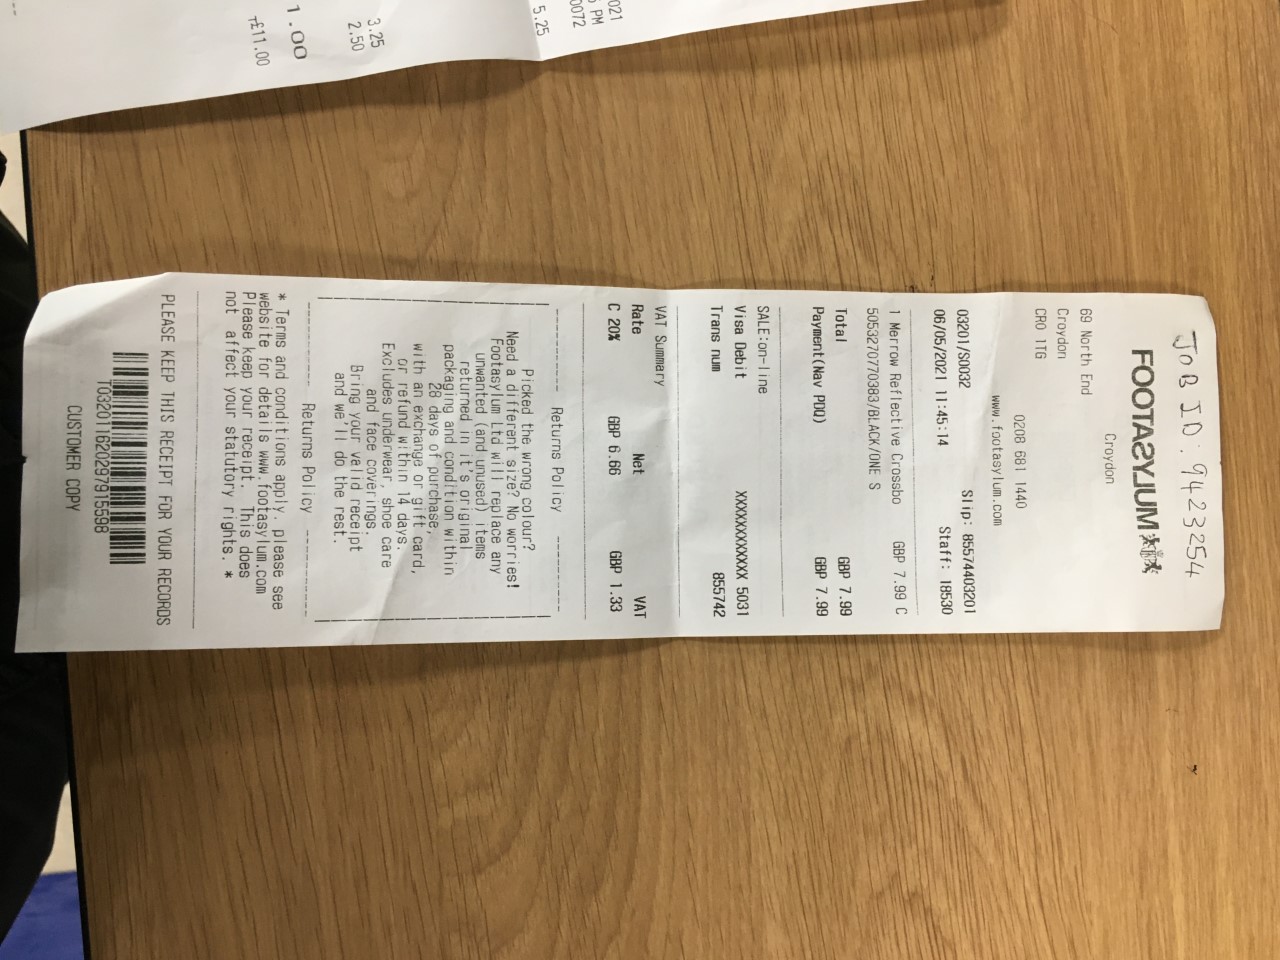 JOB ID: 9423254
FOOTASYLUM
Croydon
69 North End
Croydon
CRO 1TG
0208 681 1440
www.footasylum.com
03201/S0032 Slip: 85574403201
06/05/2021 11:45:14 Staff: 18530
1 Merrow Reflective Crossbo GBP 7.99 C
5053270770383/BLACK/ONE S
Total GBP 7.99
Payment(Nav PDQ) GBP 7.99
SALE:on-line
Visa Debit XXXXXXXXXXXX 5031
Trans num 855742
VAT Summary
Rate Net VAT
C 20% GBP 6.66 GBP 1.33
----------- Returns Policy -----------
Picked the wrong colour?
Need a different size? No worries!
Footasylum Ltd will replace any
unwanted (and unused) items
returned in it's original
packaging and condition within
28 days of purchase,
with an exchange or gift card,
or refund within 14 days.
Excludes underwear, shoe care
and face coverings.
Bring your valid receipt
and we'll do the rest.
----------- Returns Policy -----------
* Terms and conditions apply. please see
website for details www.footasylum.com
Please keep your receipt. This does
not affect your statutory rights. *
PLEASE KEEP THIS RECEIPT FOR YOUR RECORDS
T032011620297915598
CUSTOMER COPY
021
PM
0072
5.25
3.25
2.50
1.00
£11.00